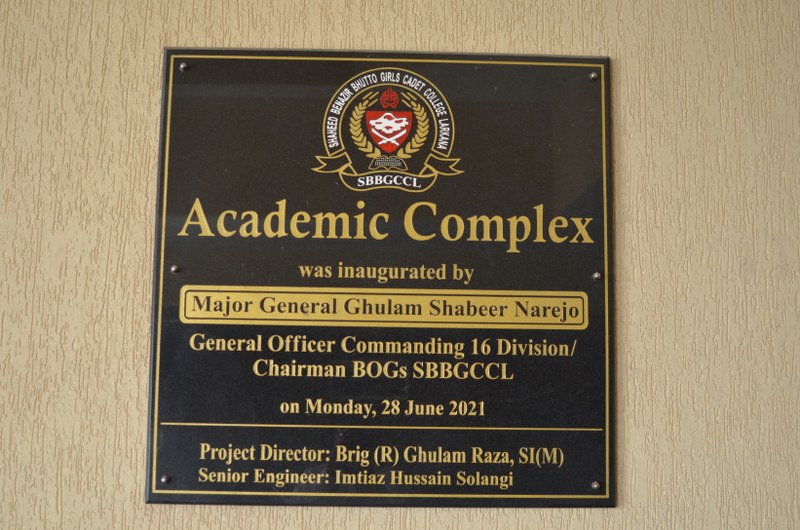 SHAHEED BENAZIR BHUTTO GIRLS CADET COLLEGE LARKANA
SBBGCCL
Academic Complex
was inaugurated by
Major General Ghulam Shabeer Narejo
General Officer Commanding 16 Division/
Chairman BOGs SBBGCCL
on Monday, 28 June 2021
Project Director: Brig (R) Ghulam Raza, SI(M)
Senior Engineer: Imtiaz Hussain Solangi